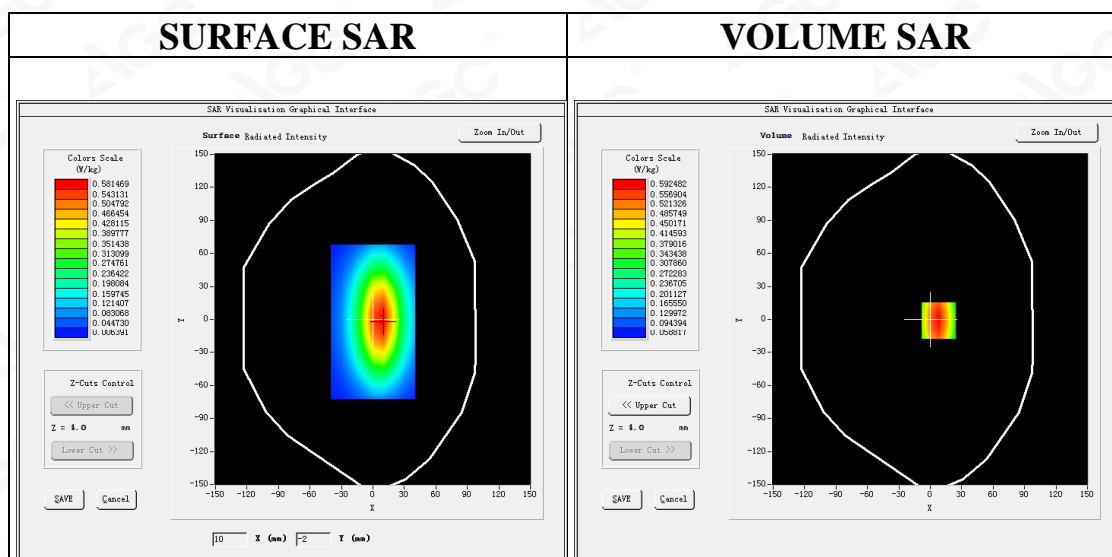 SURFACE SAR
VOLUME SAR
SAR Visualisation Graphical Interface
Surface Radiated Intensity
Zoom In/Out
Colors Scale
(W/kg)
0.581469
0.543131
0.504792
0.466454
0.428115
0.389777
0.351438
0.313099
0.274761
0.236422
0.198084
0.159745
0.121407
0.083068
0.044730
0.006391
150
120
90
60
30
0
-30
-60
-90
-120
-150
Y
-150 -120 -90 -60 -30 0 30 60 90 120 150
X
Z-Cuts Control
<< Upper Cut
Z = 4.0 mm
Lower Cut >>
SAVE Cancel
10 X (mm) -2 Y (mm)
SAR Visualisation Graphical Interface
Volume Radiated Intensity
Zoom In/Out
Colors Scale
(W/kg)
0.592482
0.556904
0.521326
0.485749
0.450171
0.414593
0.379016
0.343438
0.307860
0.272283
0.236705
0.201127
0.165550
0.129972
0.094394
0.058817
150
120
90
60
30
0
-30
-60
-90
-120
-150
Y
-150 -120 -90 -60 -30 0 30 60 90 120 150
X
Z-Cuts Control
<< Upper Cut
Z = 4.0 mm
Lower Cut >>
SAVE Cancel